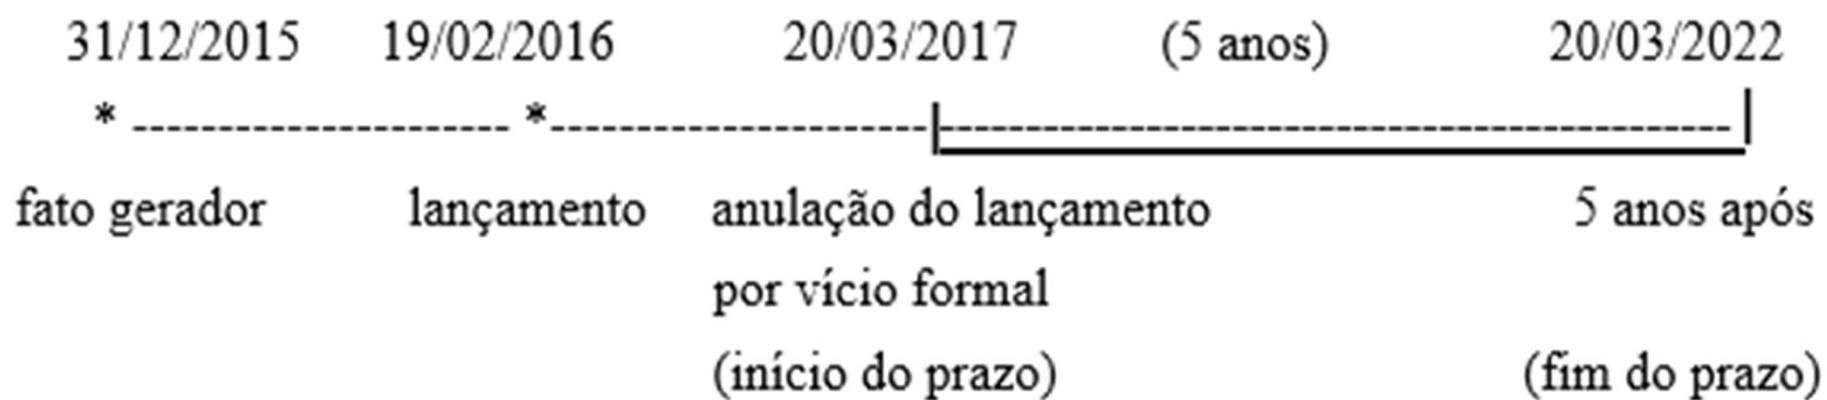 31/12/2015 19/02/2016 20/03/2017 (5 anos) 20/03/2022
* ---------------------- *----------------------|----------------------------------------------- |
fato gerador lançamento anulação do lançamento 5 anos após
por vício formal
(início do prazo) (fim do prazo)